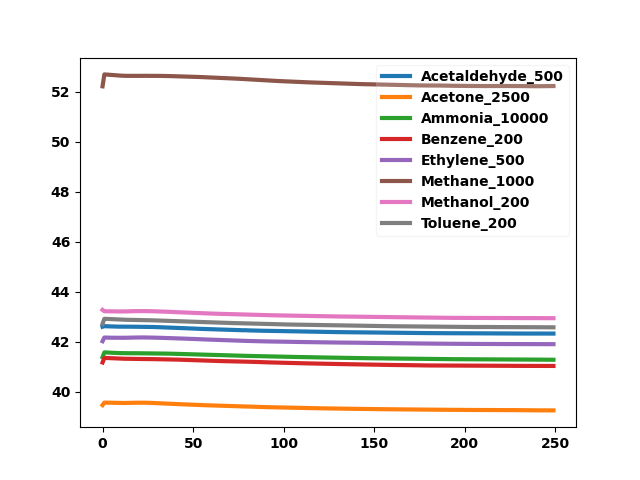 52
50
48
46
44
42
40
0 50 100 150 200 250
Acetaldehyde_500
Acetone_2500
Ammonia_10000
Benzene_200
Ethylene_500
Methane_1000
Methanol_200
Toluene_200